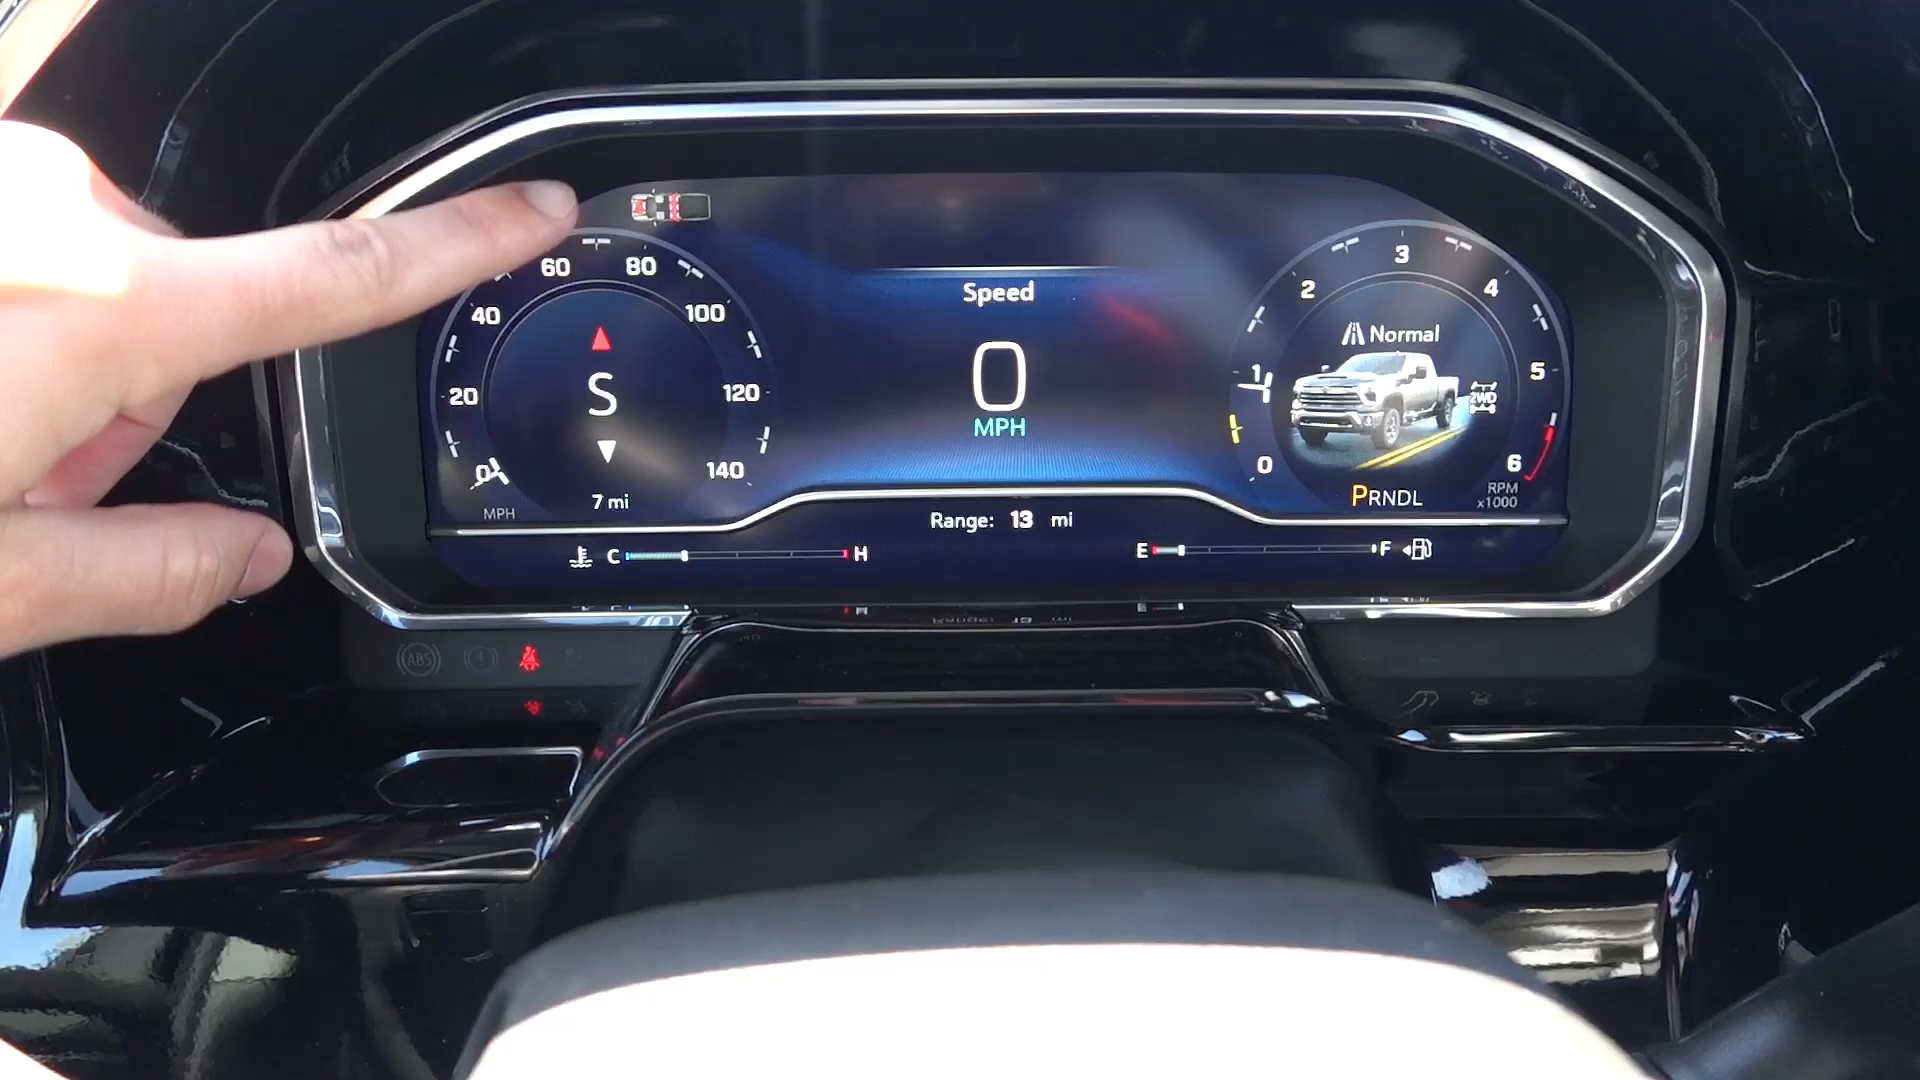 60
80
40
100
20
S
120
0
140
MPH
7 mi
Speed
0
MPH
Range: 13 mi
C
H
E
F
2
3
4
1
5
0
6
Normal
2WD
PRNDL
RPM
x1000
ABS